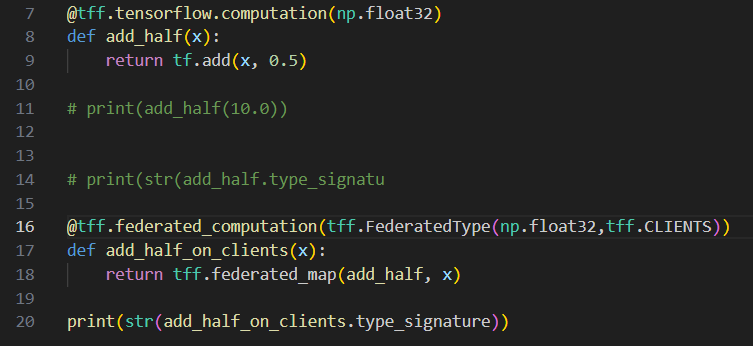 7 @tff.tensorflow.computation(np.float32)
8 def add_half(x):
9     return tf.add(x, 0.5)
10
11 # print(add_half(10.0))
12
13
14 # print(str(add_half.type_signatu
15
16 @tff.federated_computation(tff.FederatedType(np.float32,tff.CLIENTS))
17 def add_half_on_clients(x):
18     return tff.federated_map(add_half, x)
19
20 print(str(add_half_on_clients.type_signature))